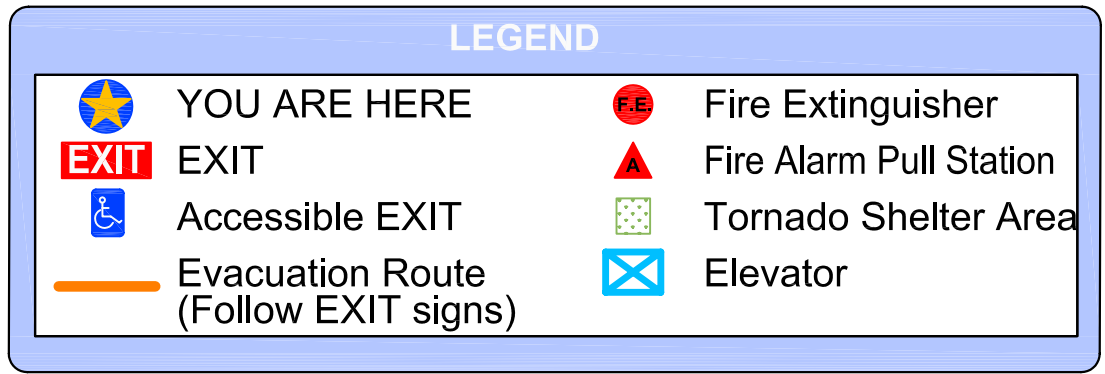 LEGEND
YOU ARE HERE
EXIT EXIT
Accessible EXIT
Evacuation Route
(Follow EXIT signs)
F.E. Fire Extinguisher
A Fire Alarm Pull Station
Tornado Shelter Area
Elevator